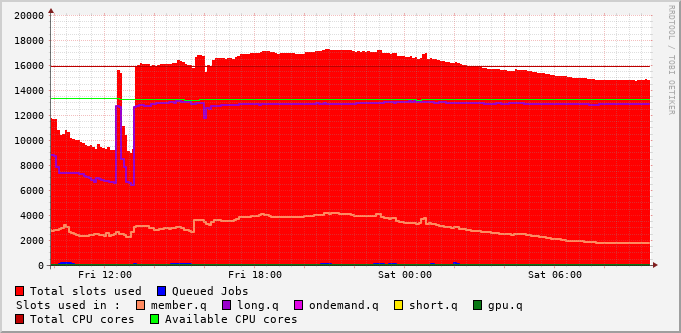 20000
18000
16000
14000
12000
10000
8000
6000
4000
2000
0
Fri 12:00 Fri 18:00 Sat 00:00 Sat 06:00
RRDTOOL / TOBI OETIKER
Total slots used Queued Jobs
Slots used in : member.q long.q ondemand.q short.q gpu.q
Total CPU cores Available CPU cores